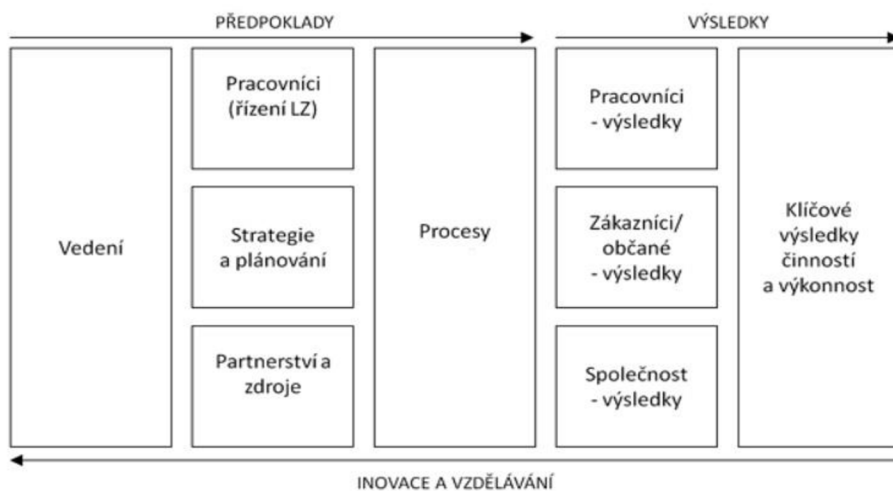 PŘEDPOKLADY
VÝSLEDKY
Vedení
Pracovníci
(řízení LZ)
Strategie
a plánování
Partnerství a
zdroje
Procesy
Pracovníci
- výsledky
Zákazníci/
občané
- výsledky
Společnost
- výsledky
Klíčové
výsledky
činností
a výkonnost
INOVACE A VZDĚLÁVÁNÍ